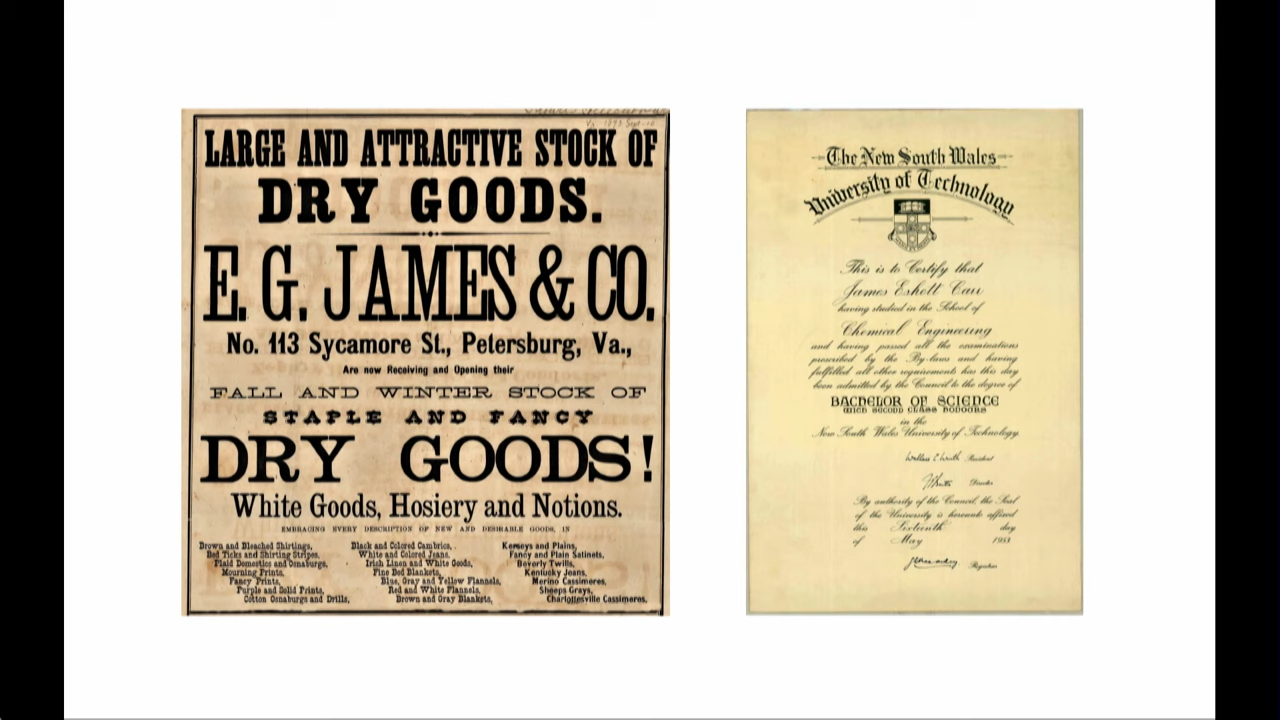 1893 Sept.
LARGE AND ATTRACTIVE STOCK OF
DRY GOODS.
E. G. JAMES & CO.
No. 113 Sycamore St., Petersburg, Va.,
Are now Receiving and Opening their
FALL AND WINTER STOCK OF
STAPLE AND FANCY
DRY GOODS!
White Goods, Hosiery and Notions.
EMBRACING EVERY DESCRIPTION OF NEW AND DESIRABLE GOODS, IN
Brown and Bleached Shirtings,
Bed Ticks and Shirting Stripes,
Plaid Domestics and Osnaburgs,
Mourning Prints,
Fancy Prints,
Purple and Solid Prints,
Cotton Osnaburgs and Drills,
Black and Colored Cambrics,
White and Colored Jeans,
Irish Linen and White Goods,
Fine Bed Blankets,
Blue, Gray and Yellow Flannels,
Red and White Flannels,
Brown and Gray Blankets,
Kerseys and Plains,
Fancy and Plain Satinets,
Beverly Twills,
Kentucky Jeans,
Merino Cassimeres,
Sheeps Grays,
Charlottesville Cassimeres,
The New South Wales
University of Technology
This is to Certify that
James Eskott Carr
having studied in the School of
Chemical Engineering
and having passed all the examinations
prescribed by the By-laws and having
fulfilled all other requirements has this day
been admitted by the Council to the degree of
BACHELOR OF SCIENCE
WITH SECOND CLASS HONOURS
in the
New South Wales University of Technology
Wallace C Wurth President
Director
By authority of the Council, the Seal
of the University is hereunto affixed
this Sixteenth day
of May 1953
Registrar